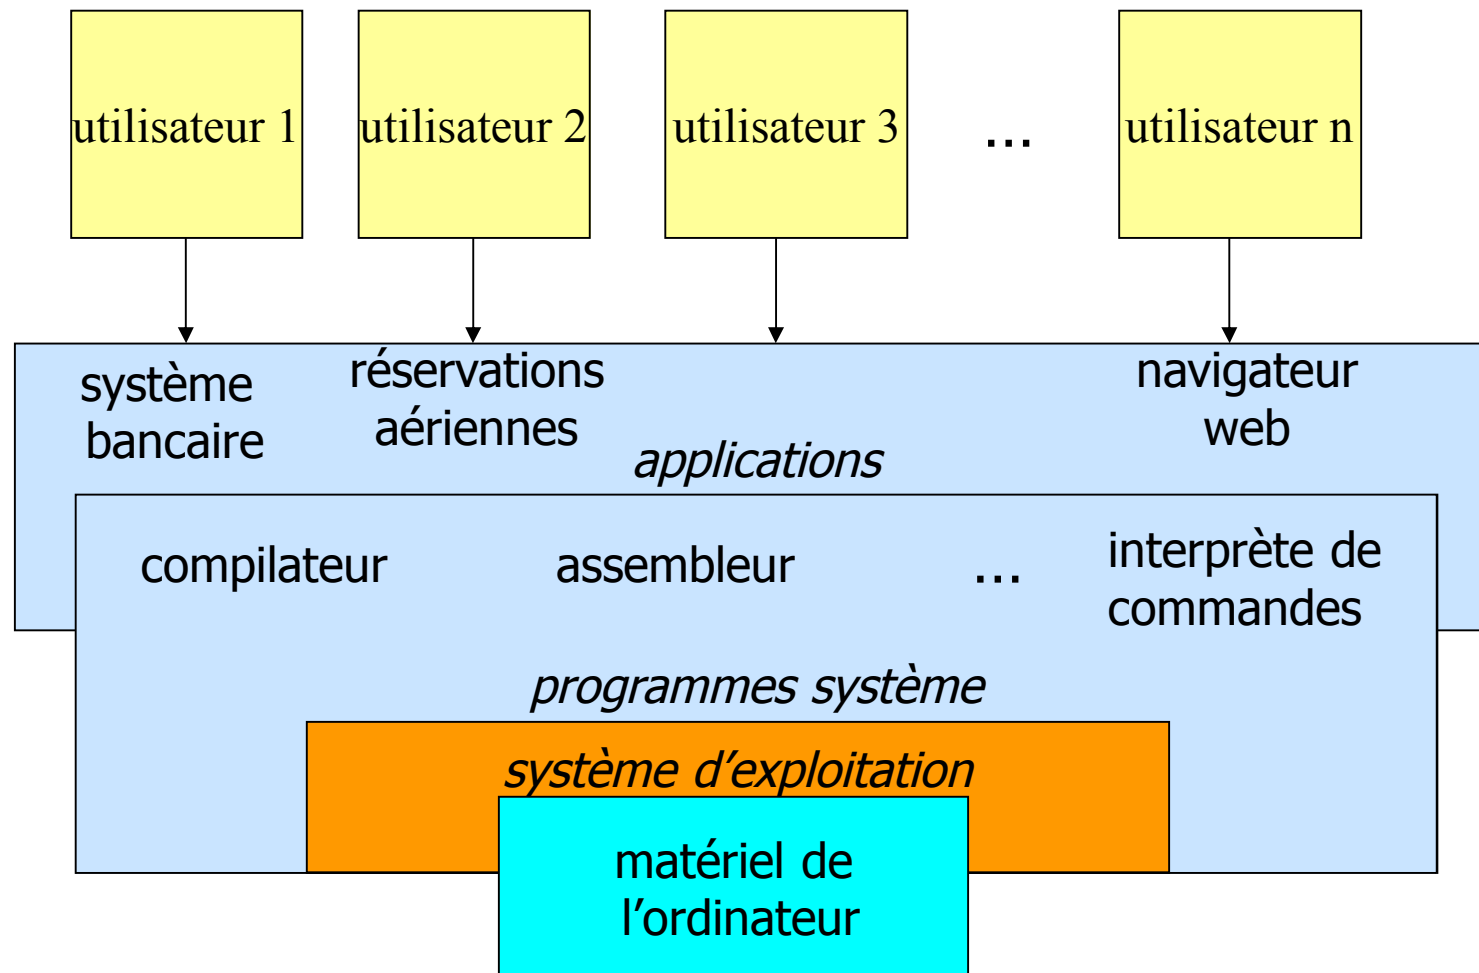 utilisateur 1
utilisateur 2
utilisateur 3
...
utilisateur n
système
bancaire
réservations
aériennes
navigateur
web
applications
compilateur
assembleur
...
interprète de
commandes
programmes système
système d’exploitation
matériel de
l’ordinateur